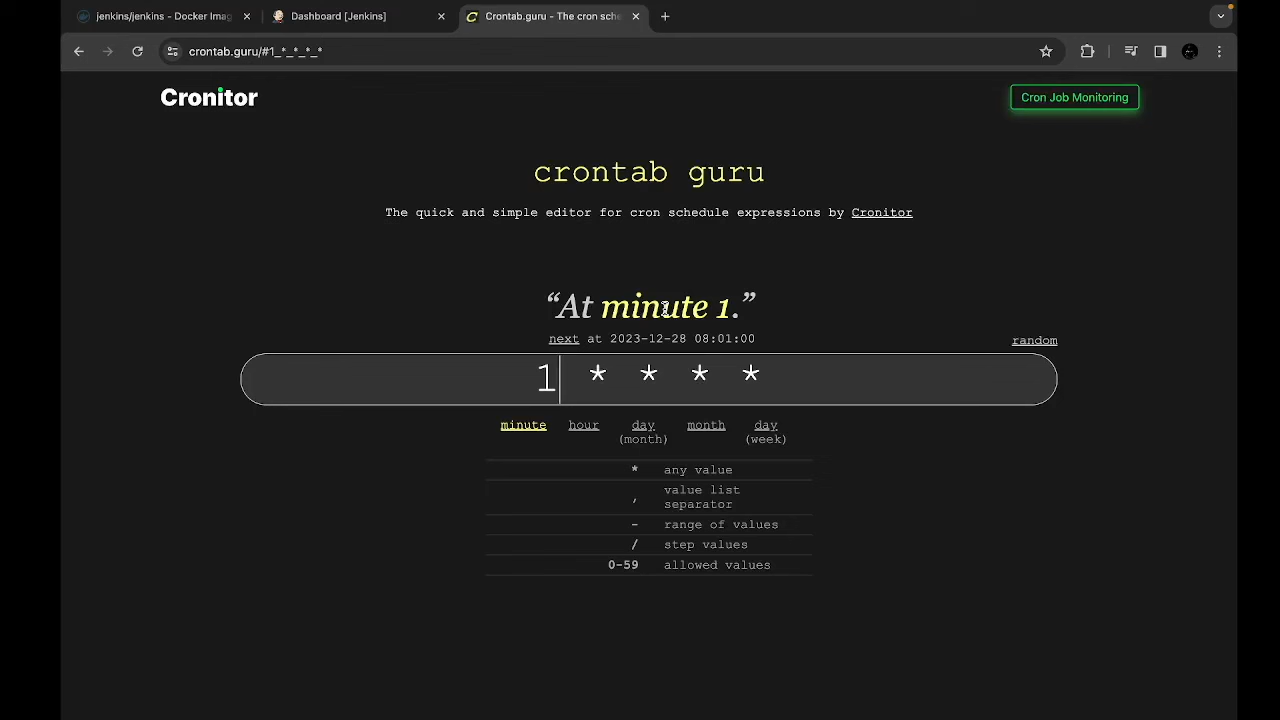 jenkins/jenkins - Docker Imag
Dashboard [Jenkins]
Crontab.guru - The cron sche
crontab.guru/#1_*_*_*_*
Cronitor
Cron Job Monitoring
crontab guru
The quick and simple editor for cron schedule expressions by Cronitor
“At minute 1.”
next at 2023-12-28 08:01:00
random
1 * * * *
minute hour day (month) month day (week)
* any value
, value list separator
- range of values
/ step values
0-59 allowed values